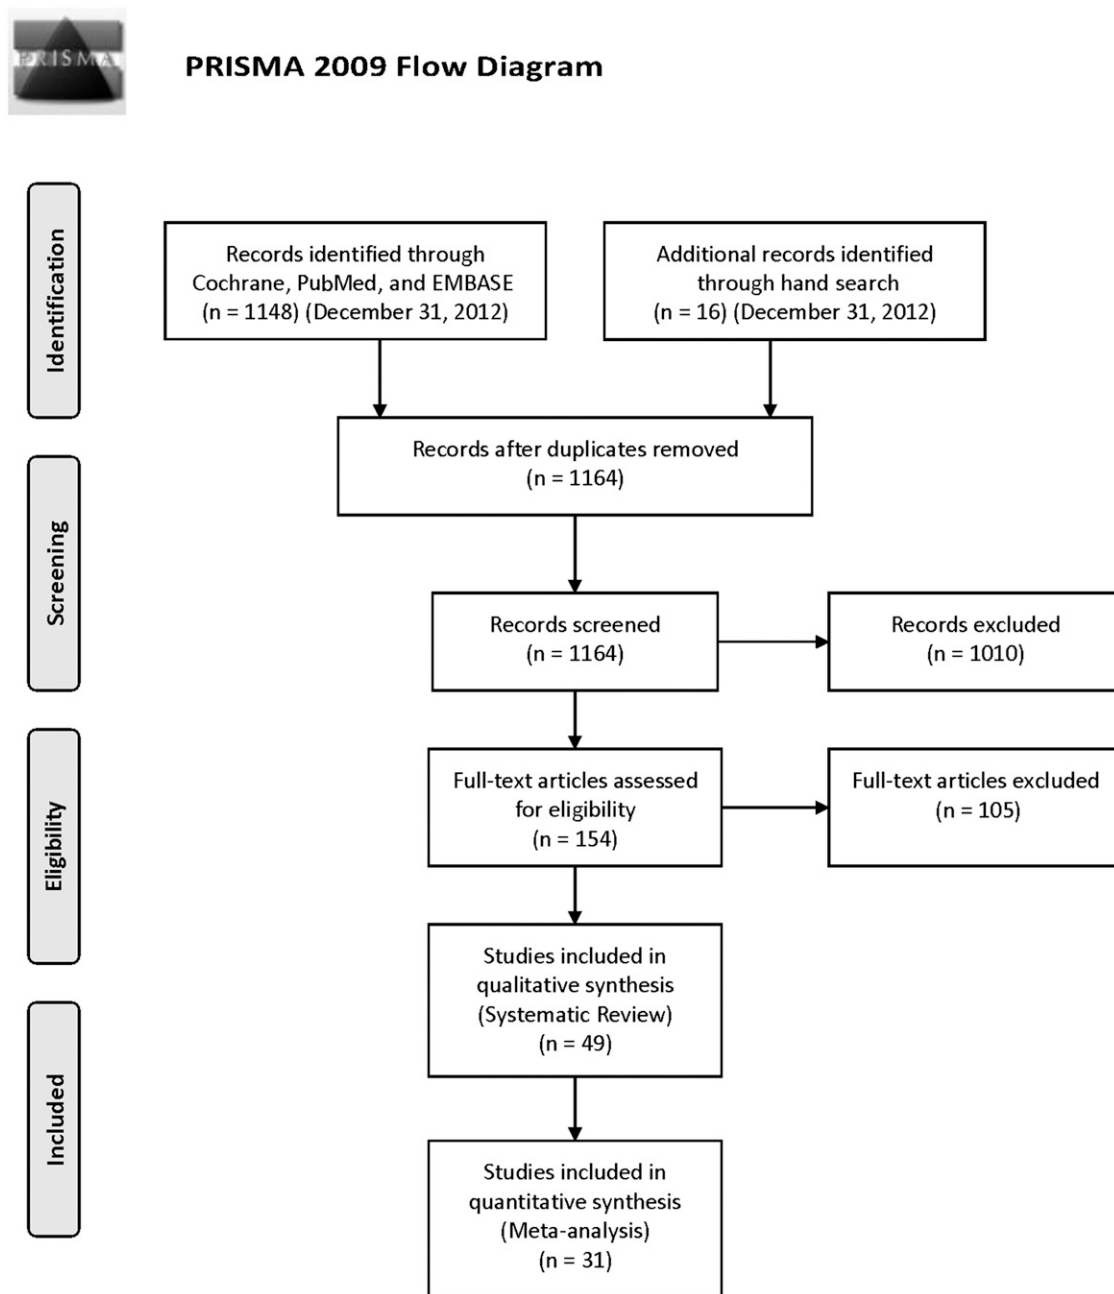 PRISMA
PRISMA 2009 Flow Diagram
Identification
Records identified through
Cochrane, PubMed, and EMBASE
(n = 1148) (December 31, 2012)
Additional records identified
through hand search
(n = 16) (December 31, 2012)
Records after duplicates removed
(n = 1164)
Screening
Records screened
(n = 1164)
Records excluded
(n = 1010)
Eligibility
Full-text articles assessed
for eligibility
(n = 154)
Full-text articles excluded
(n = 105)
Studies included in
qualitative synthesis
(Systematic Review)
(n = 49)
Included
Studies included in
quantitative synthesis
(Meta-analysis)
(n = 31)